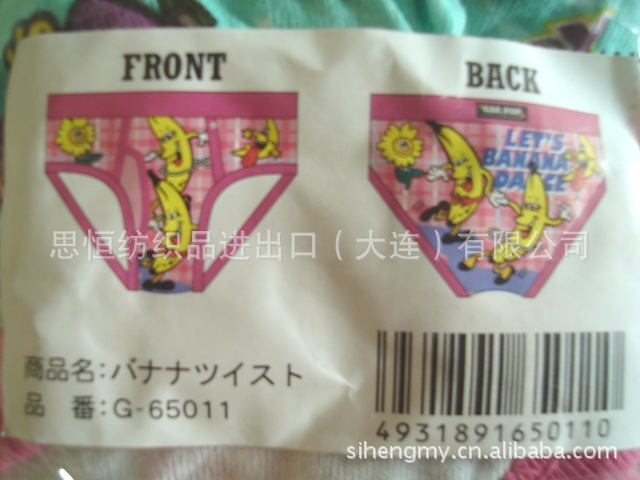 FRONT
BACK
LET'S
BANANA
DANCE
思恒纺织品进出口（大连）有限公司
商品名:バナナツイスト
品 番:G-65011
4931891650110
sihengmy.cn.alibaba.com